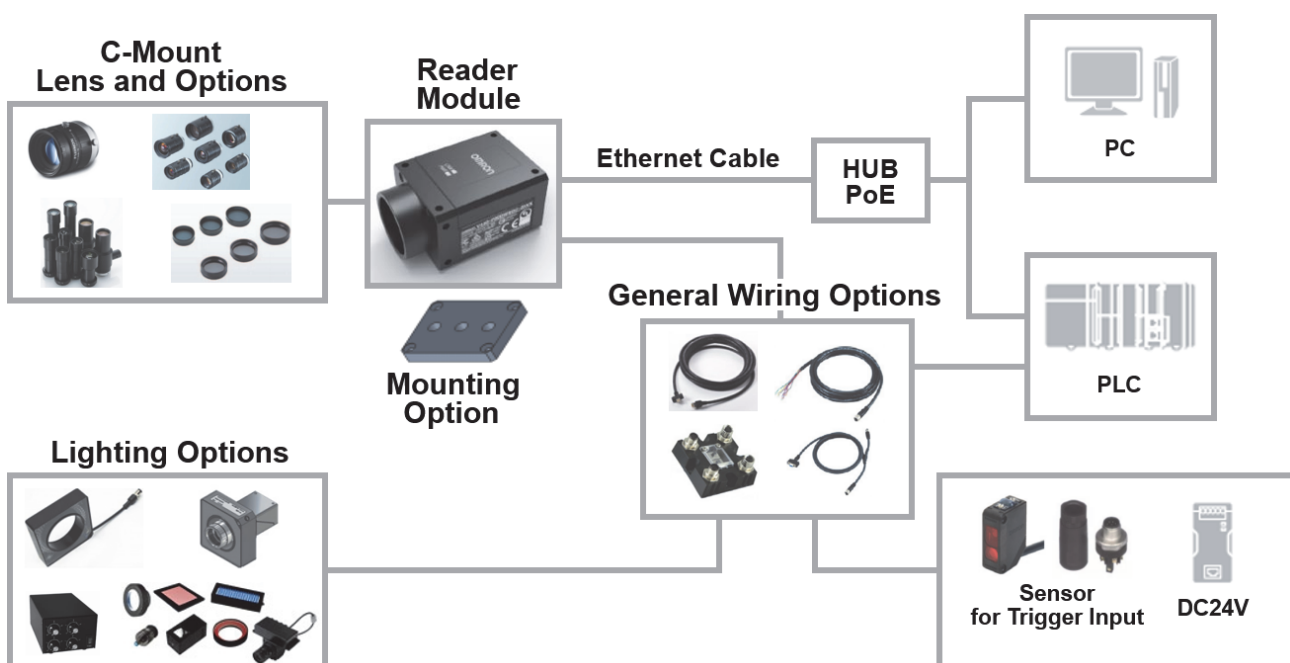 C-Mount
Lens and Options
Reader
Module
OMRON
Ethernet Cable
HUB
PoE
PC
General Wiring Options
Mounting
Option
PLC
Lighting Options
Sensor
for Trigger Input
DC24V